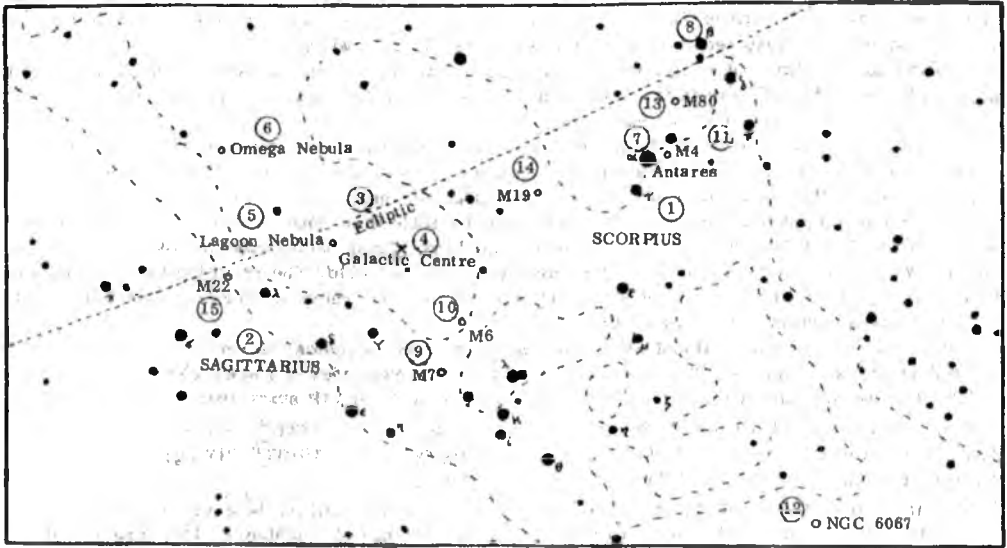 8 β
13 M80
7 α 11 π
M4
Antares
6
Omega Nebula
14
M19
τ
1
SCORPIUS
3
Ecliptic
5
Lagoon Nebula
4
Galactic Centre
M22
λ
15
2
SAGITTARIUS
δ
γ
10
M6
9
M7
ε
μ
λ
ζ
ε
η
κ
ι
η
θ
12 NGC 6067